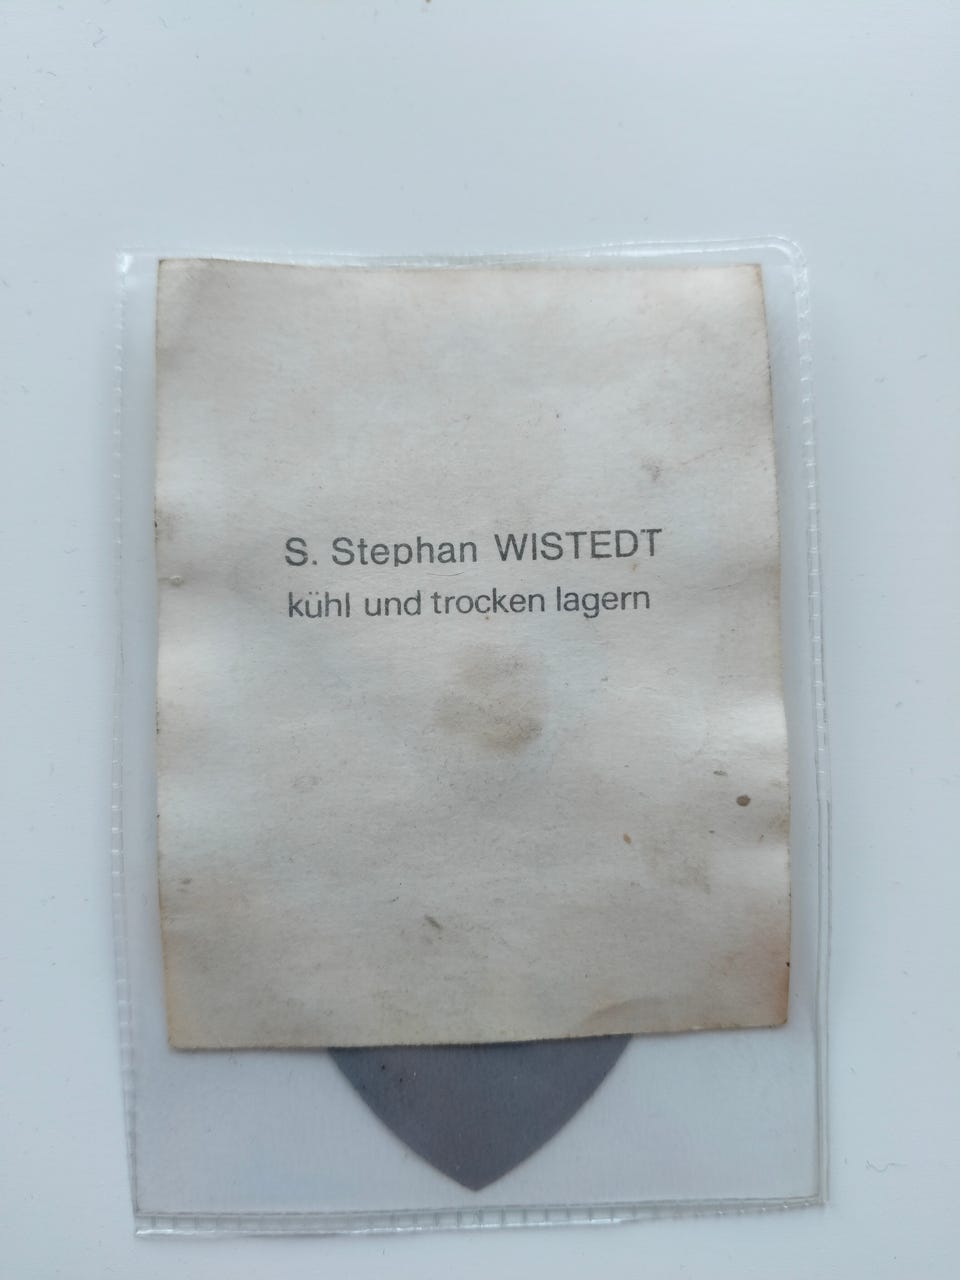 S. Stephan WISTEDT
kühl und trocken lagern